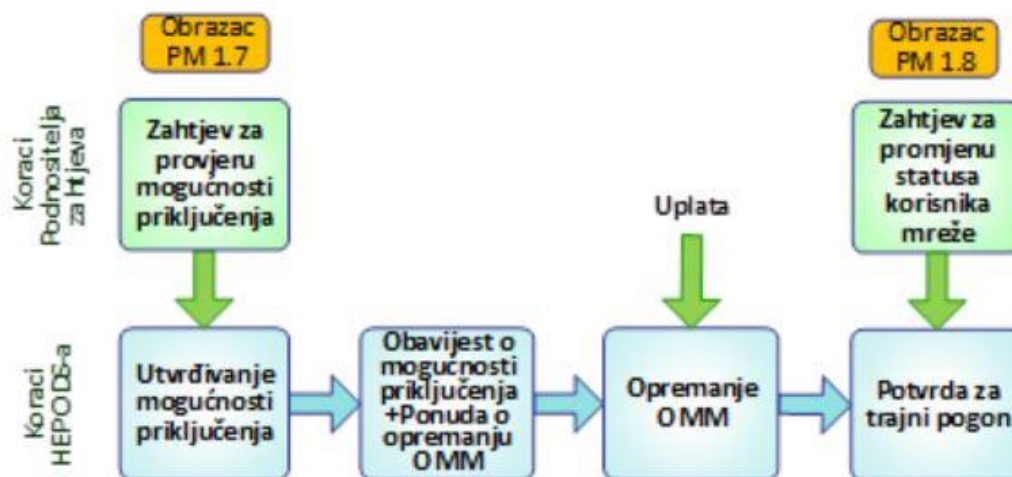 Obrazac
PM 1.7
Obrazac
PM 1.8
Koraci
Podnositelja
zahtjeva
Zahtjev za
provjeru
mogućnosti
priključenja
Uplata
Zahtjev za
promjenu
statusa
korisnika
mreže
Koraci
HEPODS-a
Utvrđivanje
mogućnosti
priključenja
Obavijest o
mogućnosti
priključenja
+Ponuda o
opremanju
OMM
Opremanje
OMM
Potvrda za
trajni pogon